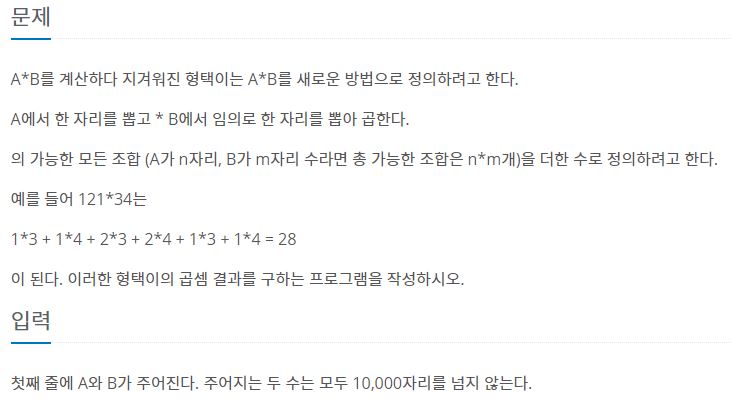 문제
A*B를 계산하다 지겨워진 형택이는 A*B를 새로운 방법으로 정의하려고 한다.
A에서 한 자리를 뽑고 * B에서 임의로 한 자리를 뽑아 곱한다.
의 가능한 모든 조합 (A가 n자리, B가 m자리 수라면 총 가능한 조합은 n*m개)을 더한 수로 정의하려고 한다.
예를 들어 121*34는
1*3 + 1*4 + 2*3 + 2*4 + 1*3 + 1*4 = 28
이 된다. 이러한 형택이의 곱셈 결과를 구하는 프로그램을 작성하시오.
입력
첫째 줄에 A와 B가 주어진다. 주어지는 두 수는 모두 10,000자리를 넘지 않는다.